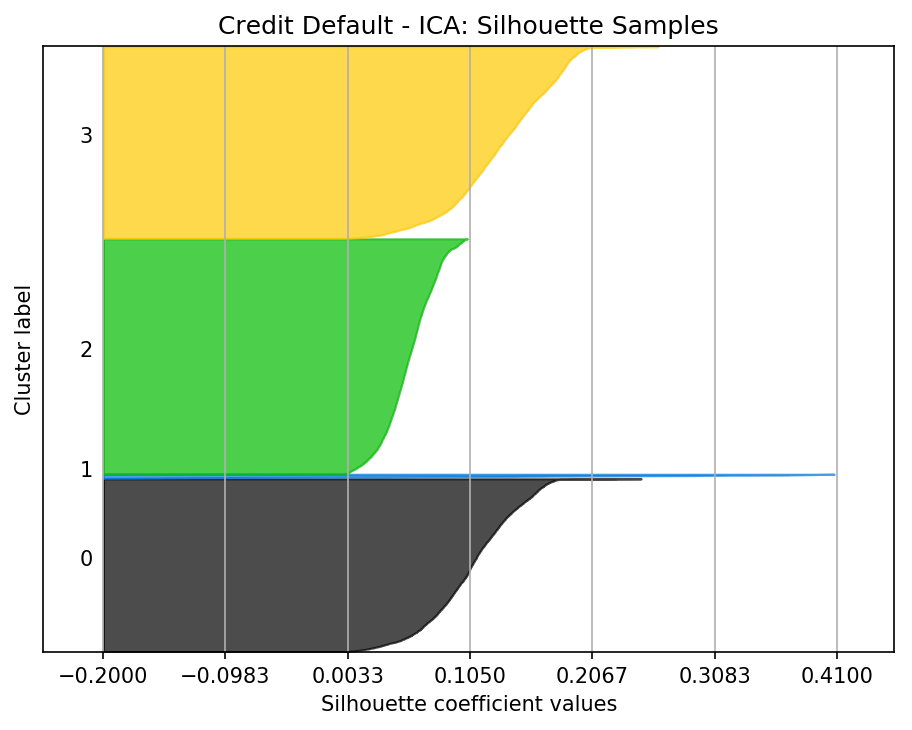 Credit Default - ICA: Silhouette Samples
3
2
1
0
Cluster label
−0.2000 −0.0983 0.0033 0.1050 0.2067 0.3083 0.4100
Silhouette coefficient values